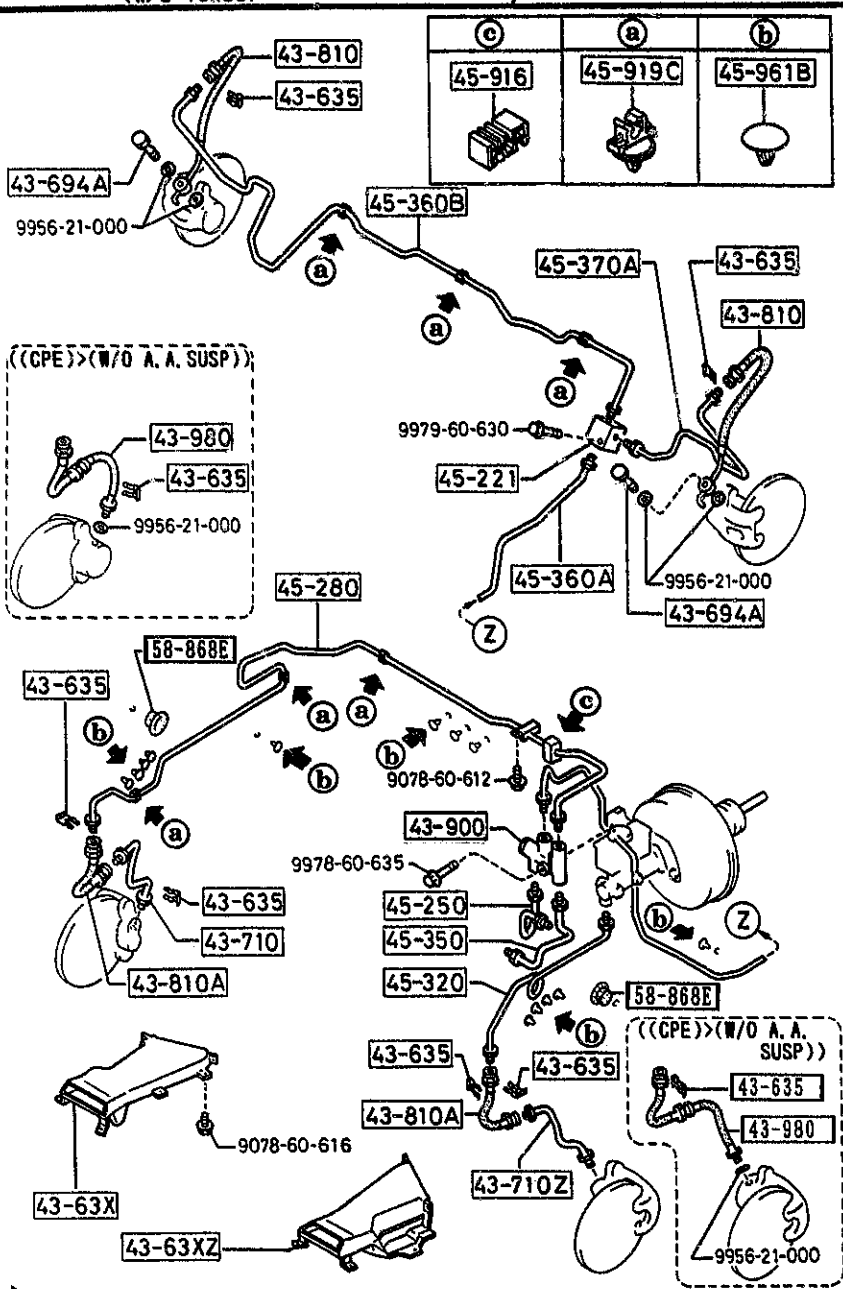 c a b
43-810
43-635
45-916
45-919C
45-961B
43-694A
9956-21-000
45-360B
a
45-370A
43-635
43-810
a
((CPE)>(W/O A.A.SUSP))
a
9979-60-630
43-980
43-635
45-221
9956-21-000
45-360A
9956-21-000
45-280
43-694A
Z
58-868E
43-635
a
a
c
b
b
b
9078-60-612
a
43-900
9978-60-635
43-635
45-250
b
Z
43-710
45-350
43-810A
45-320
58-868E
b
((CPE)>(W/O A.A.
SUSP))
43-635
43-635
43-635
43-810A
43-980
9078-60-616
43-710Z
43-63X
43-63XZ
9956-21-000